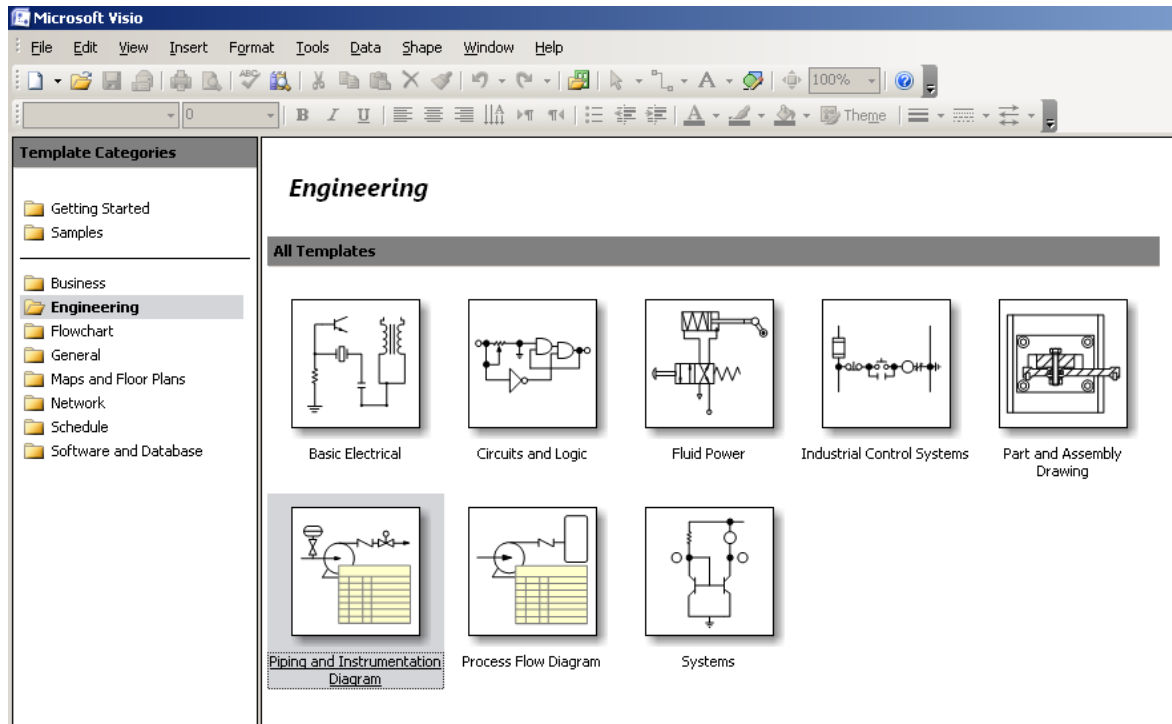 Microsoft Visio
File Edit View Insert Format Tools Data Shape Window Help
ABC A 100%
0 B I U A Theme
Template Categories
Getting Started
Samples
Business
Engineering
Flowchart
General
Maps and Floor Plans
Network
Schedule
Software and Database
Engineering
All Templates
Basic Electrical
Circuits and Logic
Fluid Power
Industrial Control Systems
Part and Assembly
Drawing
Piping and Instrumentation
Diagram
Process Flow Diagram
Systems